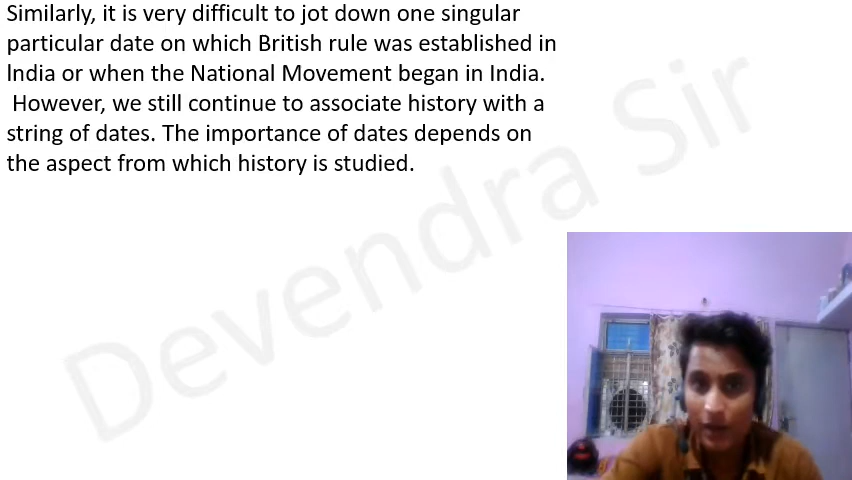 Similarly, it is very difficult to jot down one singular
particular date on which British rule was established in
India or when the National Movement began in India.
However, we still continue to associate history with a
string of dates. The importance of dates depends on
the aspect from which history is studied.
Devendra Sir